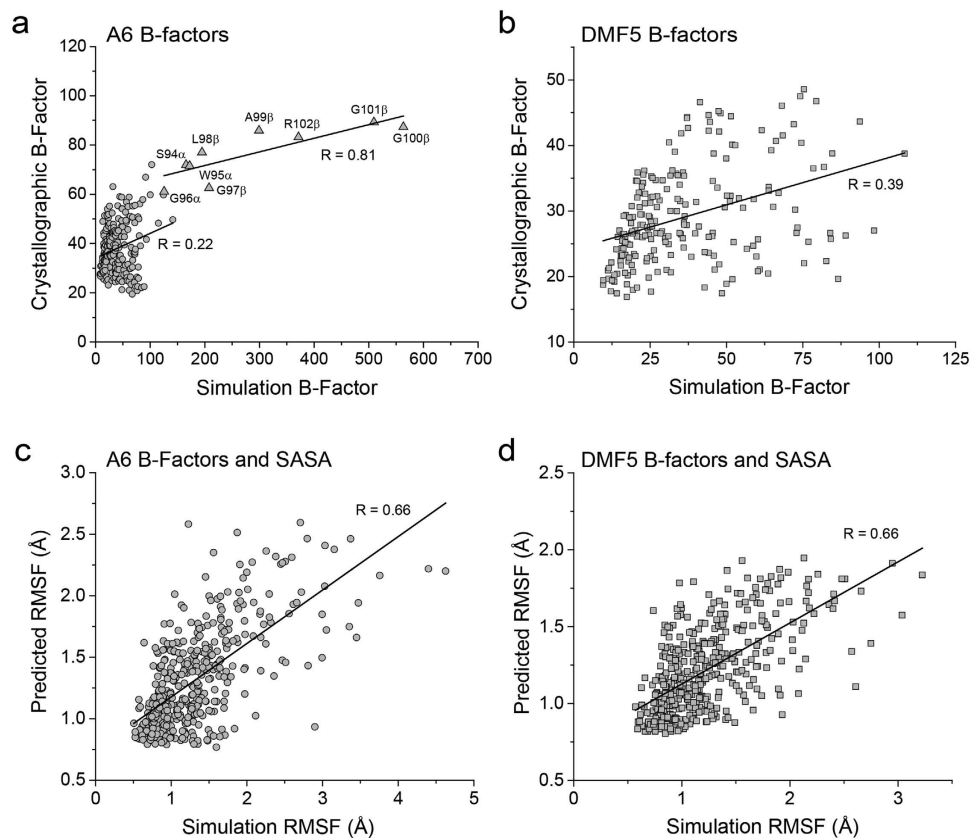 a
A6 B-factors
Crystallographic B-Factor
120
100
80
60
40
20
0
0 100 200 300 400 500 600 700
Simulation B-Factor
S94α
L98β
A99β
R102β
G101β
G100β
W95α
G97β
G96α
R = 0.81
R = 0.22
b
DMF5 B-factors
Crystallographic B-Factor
50
40
30
20
10
0 25 50 75 100 125
Simulation B-Factor
R = 0.39
c
A6 B-Factors and SASA
Predicted RMSF (Å)
3.0
2.5
2.0
1.5
1.0
0.5
0 1 2 3 4 5
Simulation RMSF (Å)
R = 0.66
d
DMF5 B-factors and SASA
Predicted RMSF (Å)
2.5
2.0
1.5
1.0
0.5
0 1 2 3
Simulation RMSF (Å)
R = 0.66